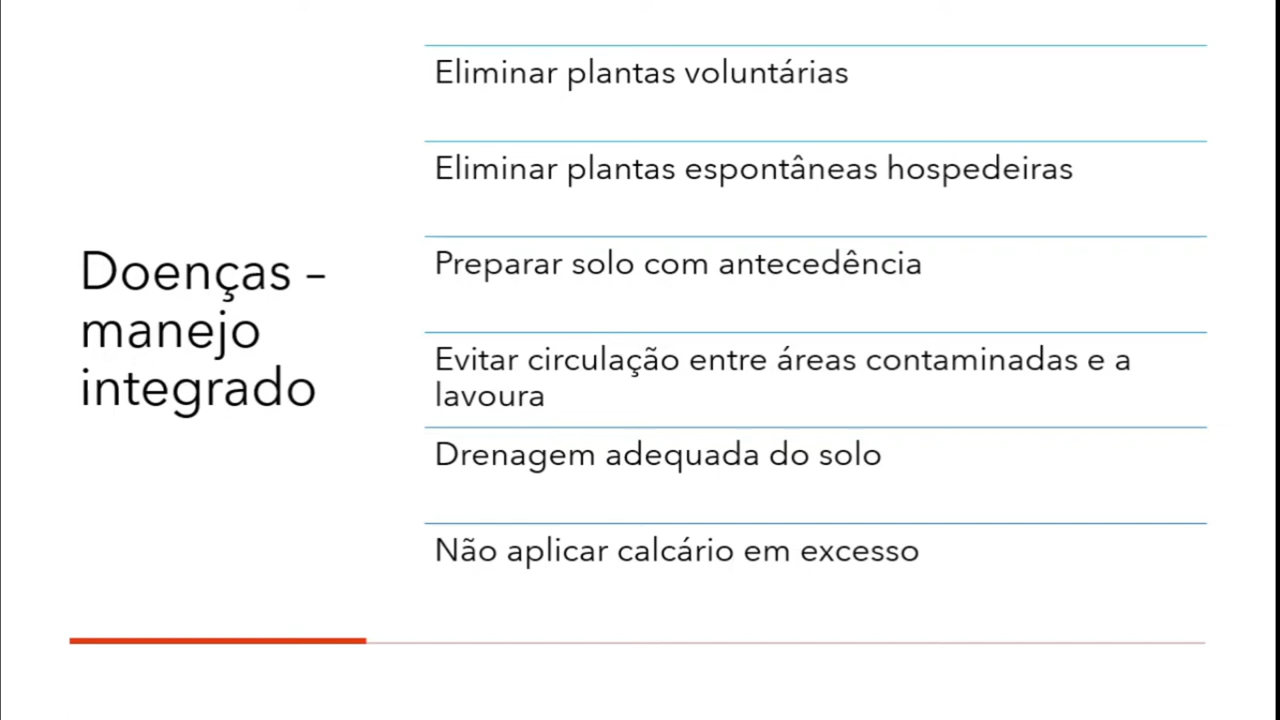 Doenças –
manejo
integrado
Eliminar plantas voluntárias
Eliminar plantas espontâneas hospedeiras
Preparar solo com antecedência
Evitar circulação entre áreas contaminadas e a
lavoura
Drenagem adequada do solo
Não aplicar calcário em excesso